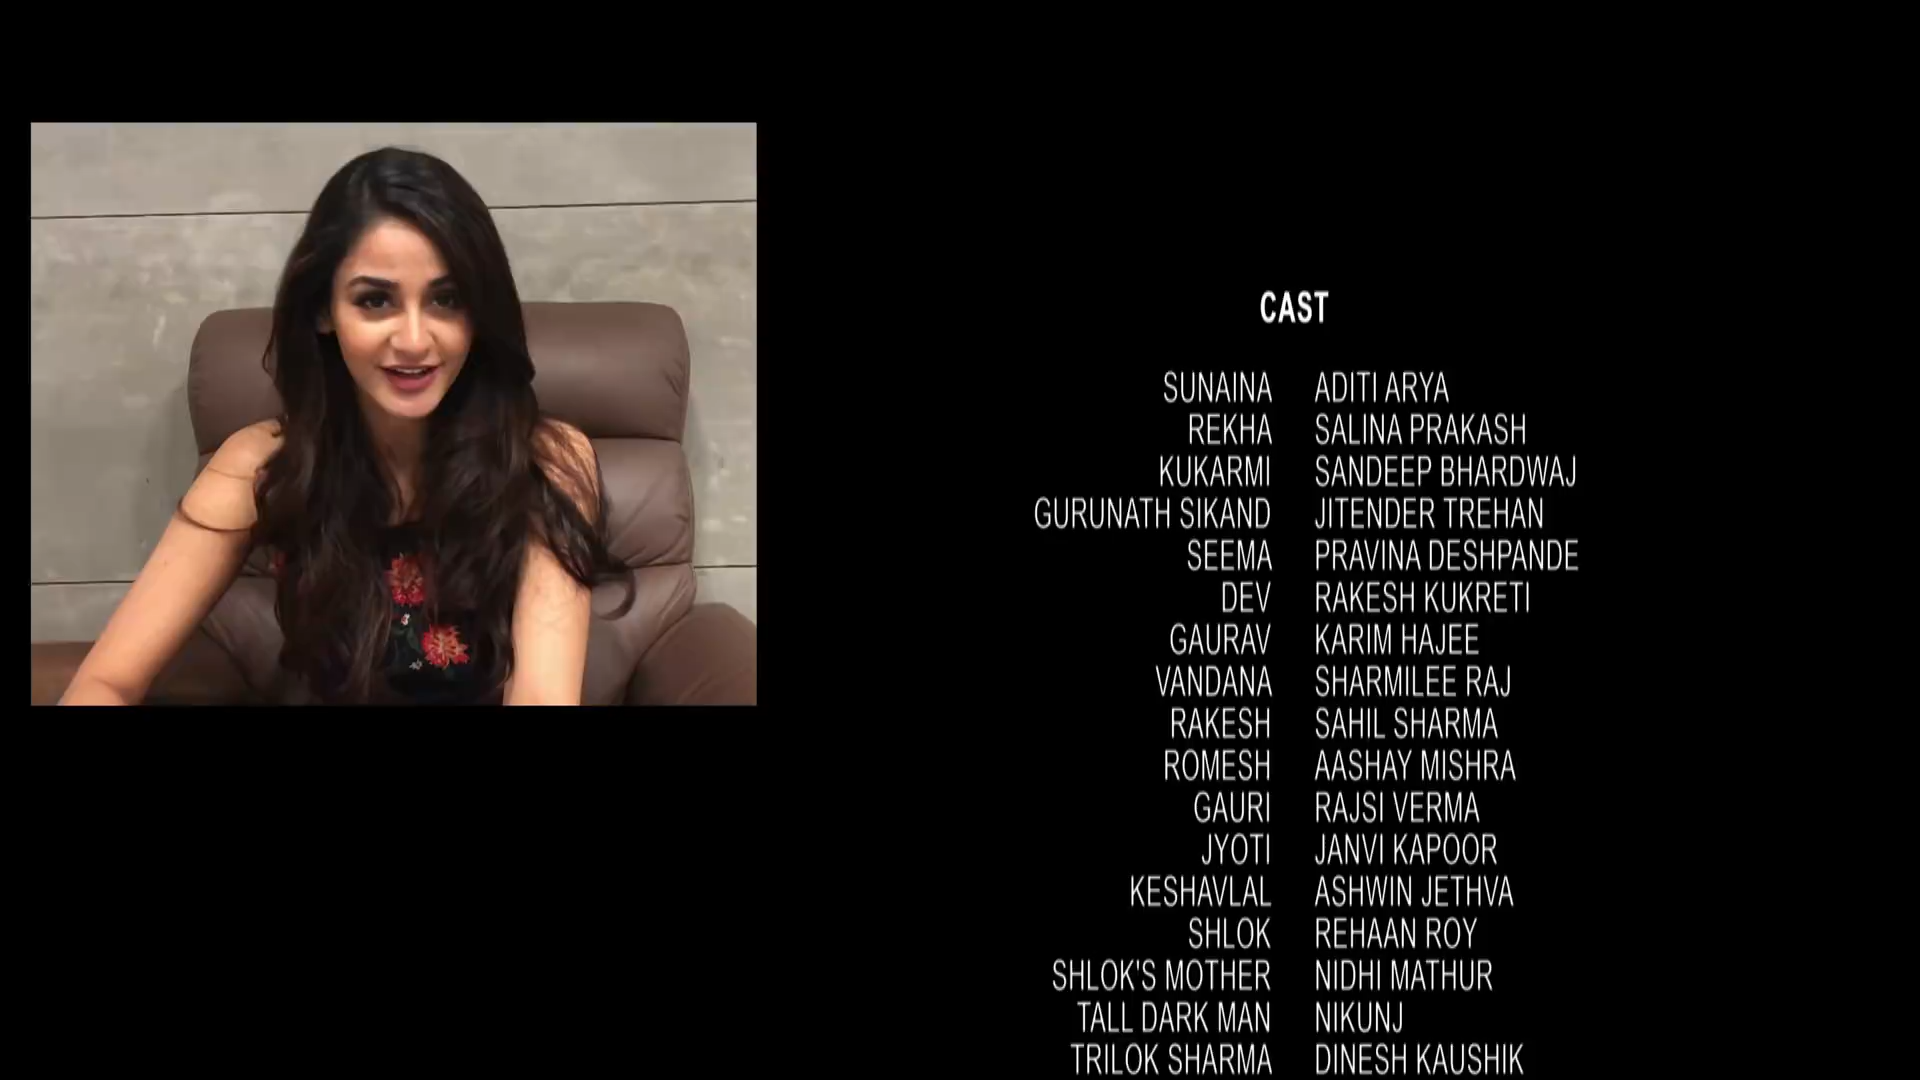 CAST
SUNAINA ADITI ARYA
REKHA SALINA PRAKASH
KUKARMI SANDEEP BHARDWAJ
GURUNATH SIKAND JITENDER TREHAN
SEEMA PRAVINA DESHPANDE
DEV RAKESH KUKRETI
GAURAV KARIM HAJEE
VANDANA SHARMILEE RAJ
RAKESH SAHIL SHARMA
ROMESH AASHAY MISHRA
GAURI RAJSI VERMA
JYOTI JANVI KAPOOR
KESHAVLAL ASHWIN JETHVA
SHLOK REHAAN ROY
SHLOK'S MOTHER NIDHI MATHUR
TALL DARK MAN NIKUNJ
TRILOK SHARMA DINESH KAUSHIK